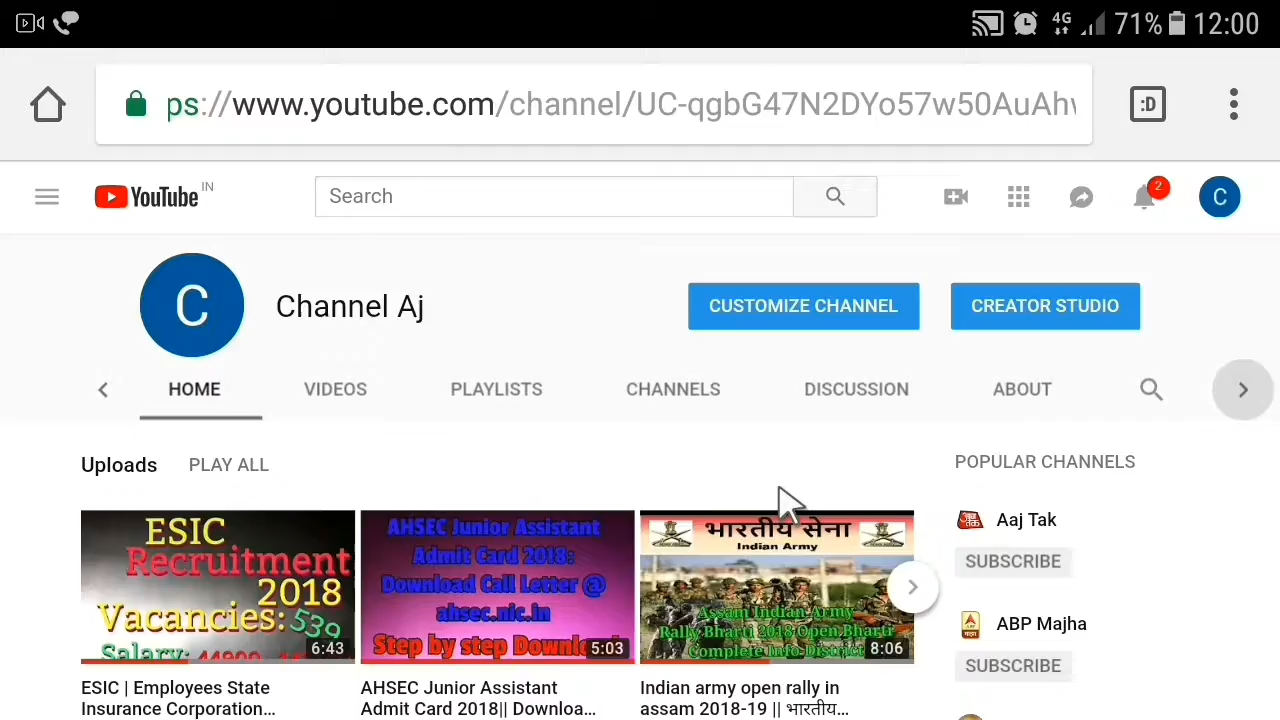 4G 71% 12:00
ps://www.youtube.com/channel/UC-qgbG47N2DYo57w50AuAh
:D
YouTube IN
Search
2
C
C
Channel Aj
CUSTOMIZE CHANNEL
CREATOR STUDIO
HOME VIDEOS PLAYLISTS CHANNELS DISCUSSION ABOUT
Uploads PLAY ALL
ESIC
Recruitment
2018
Vacancies: 539
Salary:
6:43
ESIC | Employees State
Insurance Corporation...
AHSEC Junior Assistant
Admit Card 2018:
Download Call Letter @
ahsec.nic.in
Step by step
5:03
AHSEC Junior Assistant
Admit Card 2018|| Downloa...
भारतीय सेना
Indian Army
Assam Indian Army
Rally Bharti 2018 Open Bharti
Complete Info District
8:06
Indian army open rally in
assam 2018-19 || भारतीय...
POPULAR CHANNELS
Aaj Tak
SUBSCRIBE
ABP Majha
SUBSCRIBE